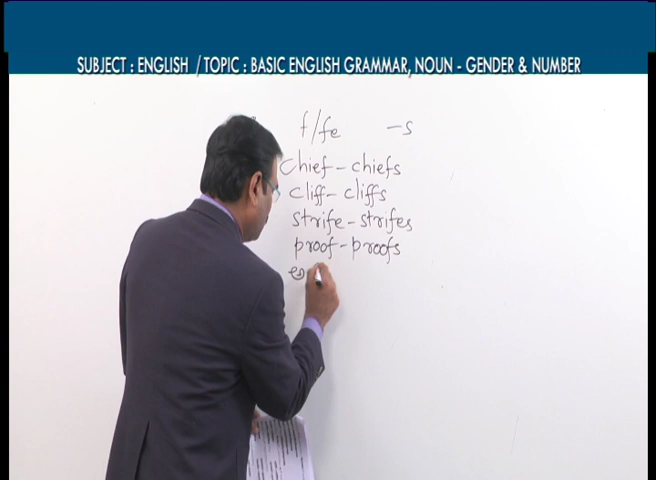 SUBJECT : ENGLISH / TOPIC : BASIC ENGLISH GRAMMAR, NOUN - GENDER & NUMBER
f/fe -s
chief - chiefs
cliff - cliffs
strife - strifes
proof - proofs